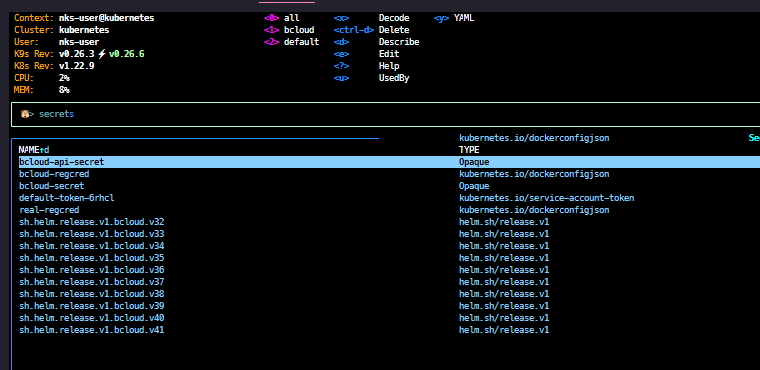 Context: nks-user@kubernetes <0> all <x> Decode <y> YAML
Cluster: kubernetes <1> bcloud <ctrl-d> Delete
User: nks-user <2> default <d> Describe
K9s Rev: v0.26.3 ⚡v0.26.6 <e> Edit
K8s Rev: v1.22.9 <?> Help
CPU: 2% <u> UsedBy
MEM: 8%
> secrets
kubernetes.io/dockerconfigjson Se
NAME↑d TYPE
bcloud-api-secret Opaque
bcloud-regcred kubernetes.io/dockerconfigjson
bcloud-secret Opaque
default-token-6rhcl kubernetes.io/service-account-token
real-regcred kubernetes.io/dockerconfigjson
sh.helm.release.v1.bcloud.v32 helm.sh/release.v1
sh.helm.release.v1.bcloud.v33 helm.sh/release.v1
sh.helm.release.v1.bcloud.v34 helm.sh/release.v1
sh.helm.release.v1.bcloud.v35 helm.sh/release.v1
sh.helm.release.v1.bcloud.v36 helm.sh/release.v1
sh.helm.release.v1.bcloud.v37 helm.sh/release.v1
sh.helm.release.v1.bcloud.v38 helm.sh/release.v1
sh.helm.release.v1.bcloud.v39 helm.sh/release.v1
sh.helm.release.v1.bcloud.v40 helm.sh/release.v1
sh.helm.release.v1.bcloud.v41 helm.sh/release.v1